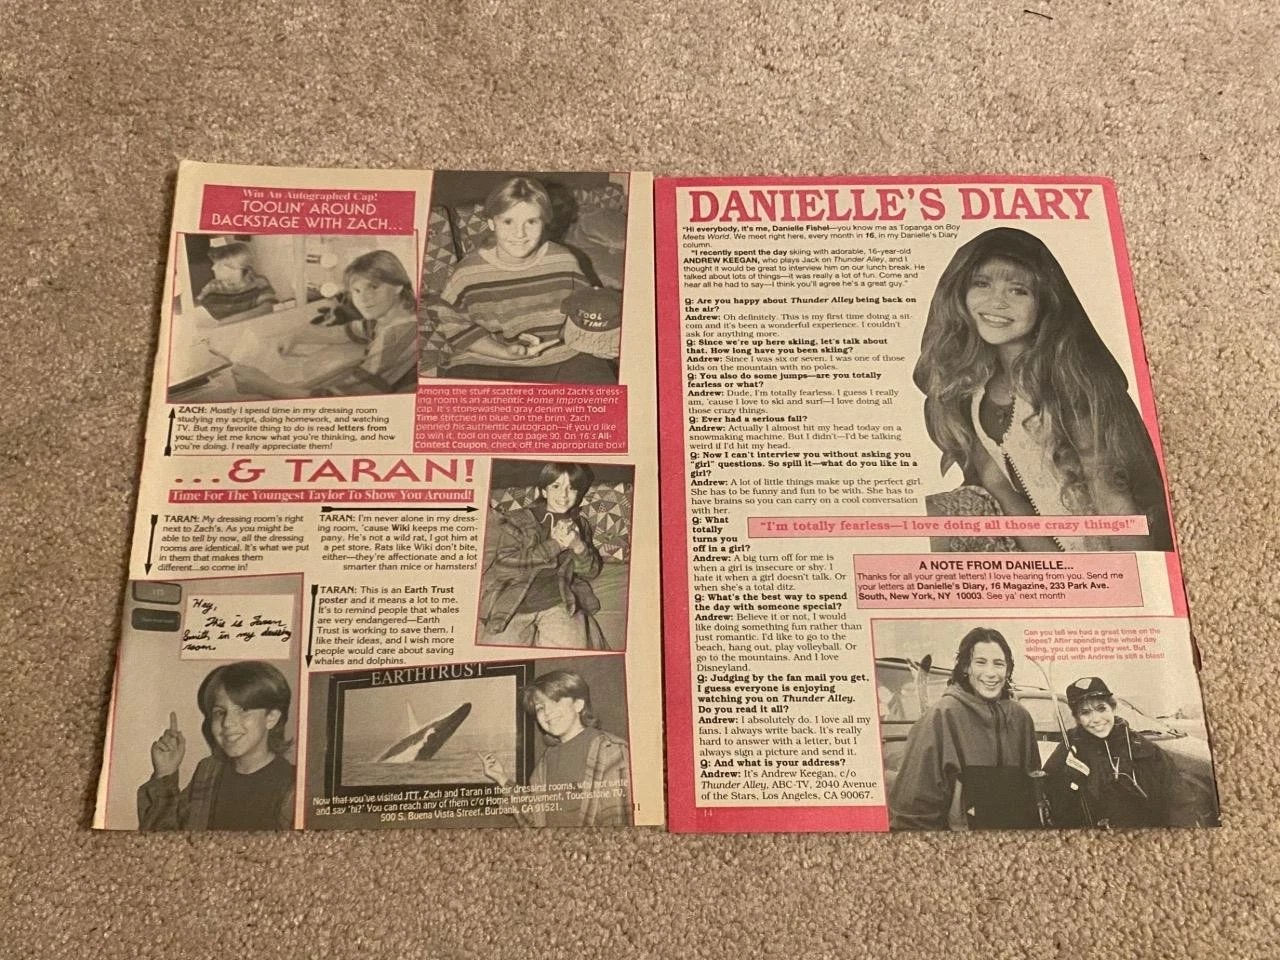 Win An Autographed Cap!
TOOLIN' AROUND
BACKSTAGE WITH ZACH...
TOOL
TIME
Among the stuff scattered 'round Zach's dress-
ing room is an authentic Home Improvement
cap. It's stonewashed gray denim with Tool
Time stitched in blue. On the brim, Zach
penned his authentic autograph—if you'd like
to win it, tool on over to page 90. On 16's All-
Contest Coupon, check off the appropriate box!
ZACH: Mostly I spend time in my dressing room
studying my script, doing homework, and watching
TV. But my favorite thing to do is read letters from
you: they let me know what you're thinking, and how
you're doing. I really appreciate them!
...& TARAN!
Time For The Youngest Taylor To Show You Around!
TARAN: My dressing room's right
next to Zach's. As you might be
able to tell by now, all the dressing
rooms are identical. It's what we put
in them that makes them
different...so come in!
TARAN: I'm never alone in my dress-
ing room, 'cause Wiki keeps me com-
pany. He's not a wild rat, I got him at
a pet store. Rats like Wiki don't bite,
either—they're affectionate and a lot
smarter than mice or hamsters!
TARAN: This is an Earth Trust
poster and it means a lot to me.
It's to remind people that whales
are very endangered—Earth
Trust is working to save them. I
like their ideas, and I wish more
people would care about saving
whales and dolphins.
115
Hey,
This is Taran
Smith in my dressing
room.
EARTHTRUST
Now that you've visited JTT, Zach and Taran in their dressing rooms, why not write
and say "hi?" You can reach any of them c/o Home Improvement, Touchstone TV,
500 S. Buena Vista Street, Burbank, CA 91521.
11
DANIELLE'S DIARY
"Hi everybody, it's me, Danielle Fishel—you know me as Topanga on Boy
Meets World. We meet right here, every month in 16, in my Danielle's Diary
column.
"I recently spent the day skiing with adorable, 16-year-old
ANDREW KEEGAN, who plays Jack on Thunder Alley, and I
thought it would be great to interview him on our lunch break. He
talked about lots of things—it was really a lot of fun. Come and
hear all he had to say—I think you'll agree he's a great guy."
Q: Are you happy about Thunder Alley being back on
the air?
Andrew: Oh definitely. This is my first time doing a sit-
com and it's been a wonderful experience. I couldn't
ask for anything more.
Q: Since we're up here skiing, let's talk about
that. How long have you been skiing?
Andrew: Since I was six or seven. I was one of those
kids on the mountain with no poles.
Q: You also do some jumps—are you totally
fearless or what?
Andrew: Dude, I'm totally fearless. I guess I really
am, 'cause I love to ski and surf—I love doing all
those crazy things.
Q: Ever had a serious fall?
Andrew: Actually I almost hit my head today on a
snowmaking machine. But I didn't—I'd be talking
weird if I'd hit my head.
Q: Now I can't interview you without asking you
"girl" questions. So spill it—what do you like in a
girl?
Andrew: A lot of little things make up the perfect girl.
She has to be funny and fun to be with. She has to
have brains so you can carry on a cool conversation
with her.
Q: What
totally
turns you
off in a girl?
Andrew: A big turn off for me is
when a girl is insecure or shy. I
hate it when a girl doesn't talk. Or
when she's a total ditz.
Q: What's the best way to spend
the day with someone special?
Andrew: Believe it or not, I would
like doing something fun rather than
just romantic. I'd like to go to the
beach, hang out, play volleyball. Or
go to the mountains. And I love
Disneyland.
Q: Judging by the fan mail you get,
I guess everyone is enjoying
watching you on Thunder Alley.
Do you read it all?
Andrew: I absolutely do. I love all my
fans. I always write back. It's really
hard to answer with a letter, but I
always sign a picture and send it.
Q: And what is your address?
Andrew: It's Andrew Keegan, c/o
Thunder Alley, ABC-TV, 2040 Avenue
of the Stars, Los Angeles, CA 90067.
"I'm totally fearless—I love doing all those crazy things!"
A NOTE FROM DANIELLE...
Thanks for all your great letters! I love hearing from you. Send me
your letters at Danielle's Diary, 16 Magazine, 233 Park Ave.
South, New York, NY 10003. See ya' next month
Can you tell we had a great time on the
slopes? After spending the whole day
skiing, you can get pretty wet. But
hanging out with Andrew is still a blast!
14